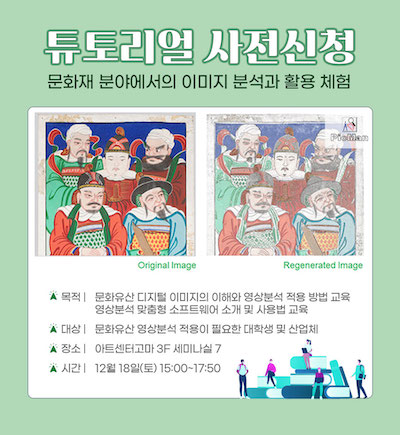 튜토리얼 사전신청
문화재 분야에서의 이미지 분석과 활용 체험
PicMan
Original Image
Regenerated Image
목적 | 문화유산 디지털 이미지의 이해와 영상분석 적용 방법 교육
영상분석 맞춤형 소프트웨어 소개 및 사용법 교육
대상 | 문화유산 영상분석 적용이 필요한 대학생 및 산업체
장소 | 아트센터고마 3F 세미나실 7
시간 | 12월 18일(토) 15:00~17:50